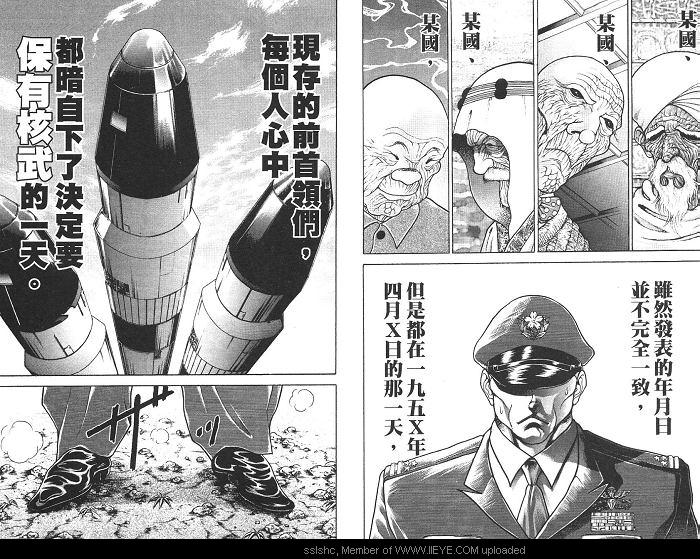 某國、
某國、
某國、
某國，
雖然發表的年月日
並不完全一致，
但是都在一九五X年
四月X日的那一天，
現存的前首領們，
每個人心中
都暗自下了決定要
保有核武的一天。
sslshc, Member of WWW.IIEYE.COM uploaded